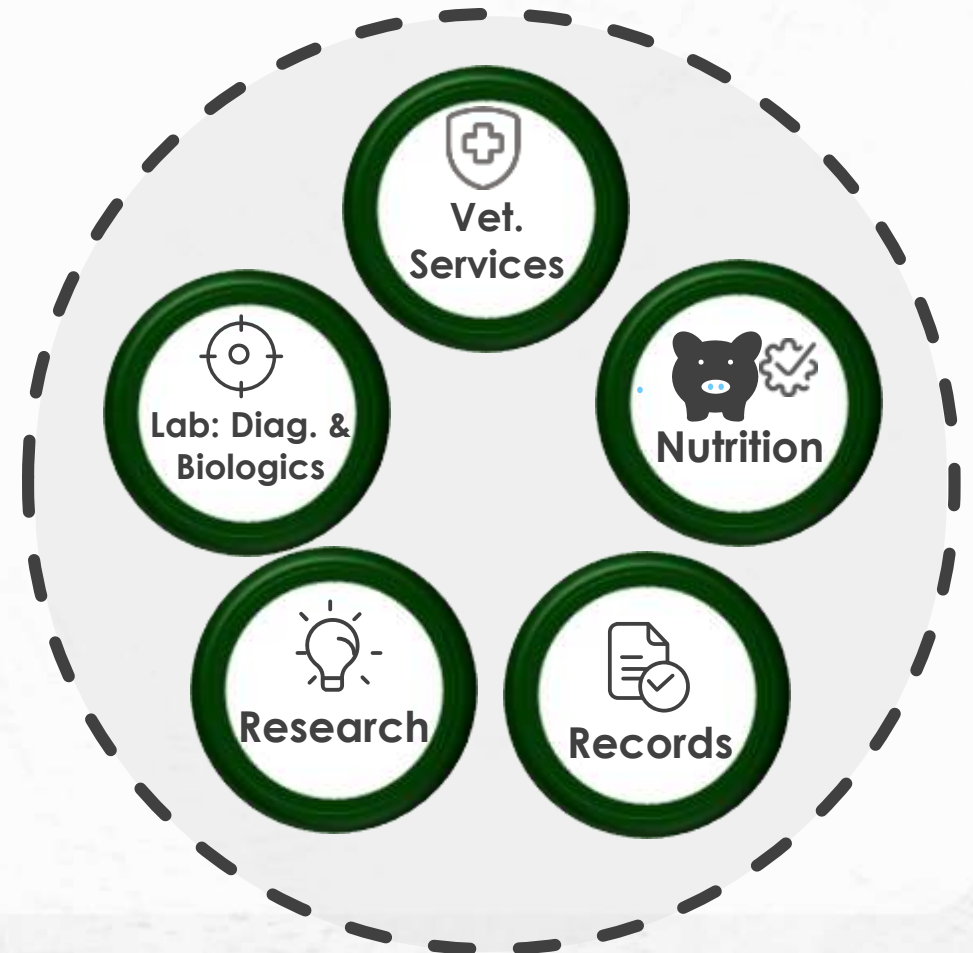 Vet.
Services
Nutrition
Lab: Diag. &
Biologics
Research
Records